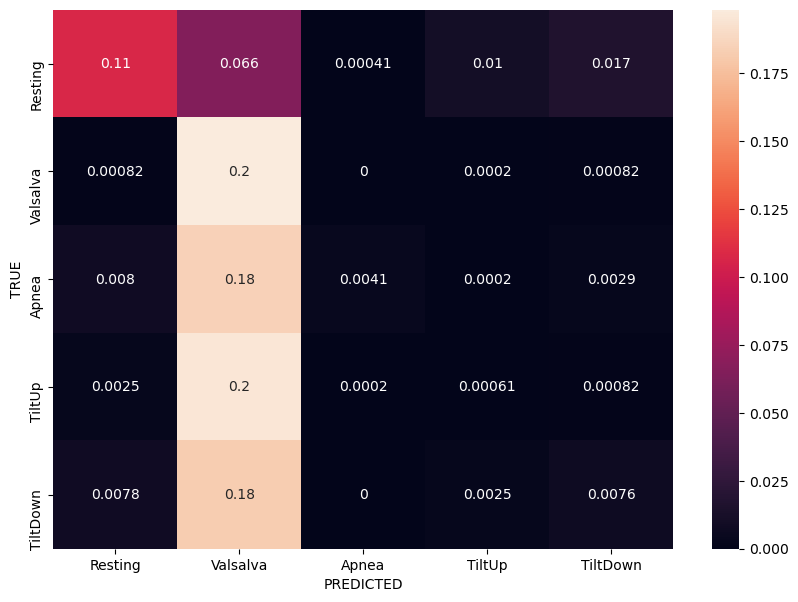 Resting 0.11 0.066 0.00041 0.01 0.017
Valsalva 0.00082 0.2 0 0.0002 0.00082
Apnea 0.008 0.18 0.0041 0.0002 0.0029
TiltUp 0.0025 0.2 0.0002 0.00061 0.00082
TiltDown 0.0078 0.18 0 0.0025 0.0076
TRUE
Resting Valsalva Apnea TiltUp TiltDown
PREDICTED
0.175
0.150
0.125
0.100
0.075
0.050
0.025
0.000